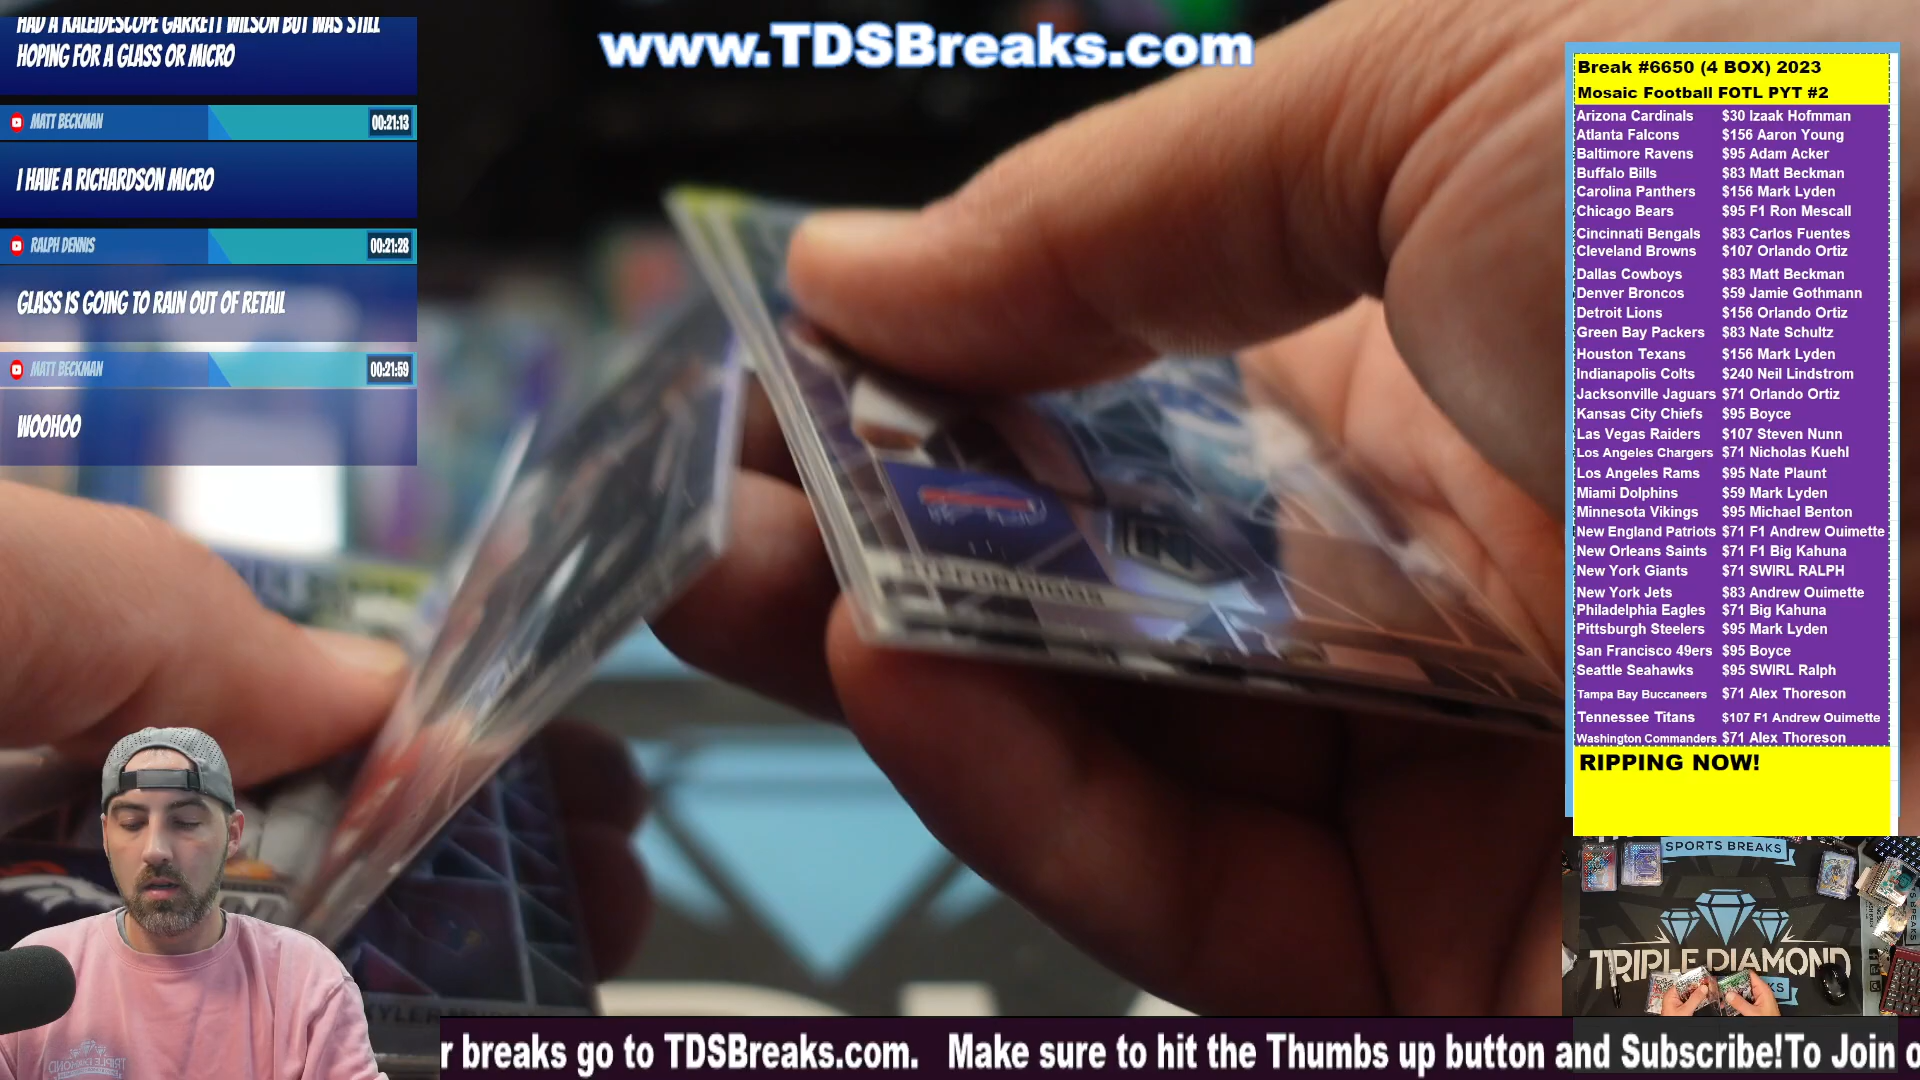 HAD A KALEIDESCOPE GARRETT WILSON BUT WAS STILL
HOPING FOR A GLASS OR MICRO
MATT BECKMAN 00:21:13
I HAVE A RICHARDSON MICRO
RALPH DENNIS 00:21:28
GLASS IS GOING TO RAIN OUT OF RETAIL
MATT BECKMAN 00:21:59
WOOHOO
www.TDSBreaks.com
STEFON DIGGS
Break #6650 (4 BOX) 2023
Mosaic Football FOTL PYT #2
Arizona Cardinals $30 Izaak Hofmman
Atlanta Falcons $156 Aaron Young
Baltimore Ravens $95 Adam Acker
Buffalo Bills $83 Matt Beckman
Carolina Panthers $156 Mark Lyden
Chicago Bears $95 F1 Ron Mescall
Cincinnati Bengals $83 Carlos Fuentes
Cleveland Browns $107 Orlando Ortiz
Dallas Cowboys $83 Matt Beckman
Denver Broncos $59 Jamie Gothmann
Detroit Lions $156 Orlando Ortiz
Green Bay Packers $83 Nate Schultz
Houston Texans $156 Mark Lyden
Indianapolis Colts $240 Neil Lindstrom
Jacksonville Jaguars $71 Orlando Ortiz
Kansas City Chiefs $95 Boyce
Las Vegas Raiders $107 Steven Nunn
Los Angeles Chargers $71 Nicholas Kuehl
Los Angeles Rams $95 Nate Plaunt
Miami Dolphins $59 Mark Lyden
Minnesota Vikings $95 Michael Benton
New England Patriots $71 F1 Andrew Ouimette
New Orleans Saints $71 F1 Big Kahuna
New York Giants $71 SWIRL RALPH
New York Jets $83 Andrew Ouimette
Philadelphia Eagles $71 Big Kahuna
Pittsburgh Steelers $95 Mark Lyden
San Francisco 49ers $95 Boyce
Seattle Seahawks $95 SWIRL Ralph
Tampa Bay Buccaneers $71 Alex Thoreson
Tennessee Titans $107 F1 Andrew Ouimette
Washington Commanders $71 Alex Thoreson
RIPPING NOW!
SPORTS BREAKS
TRIPLE DIAMOND
r breaks go to TDSBreaks.com. Make sure to hit the Thumbs up button and Subscribe!To Join o